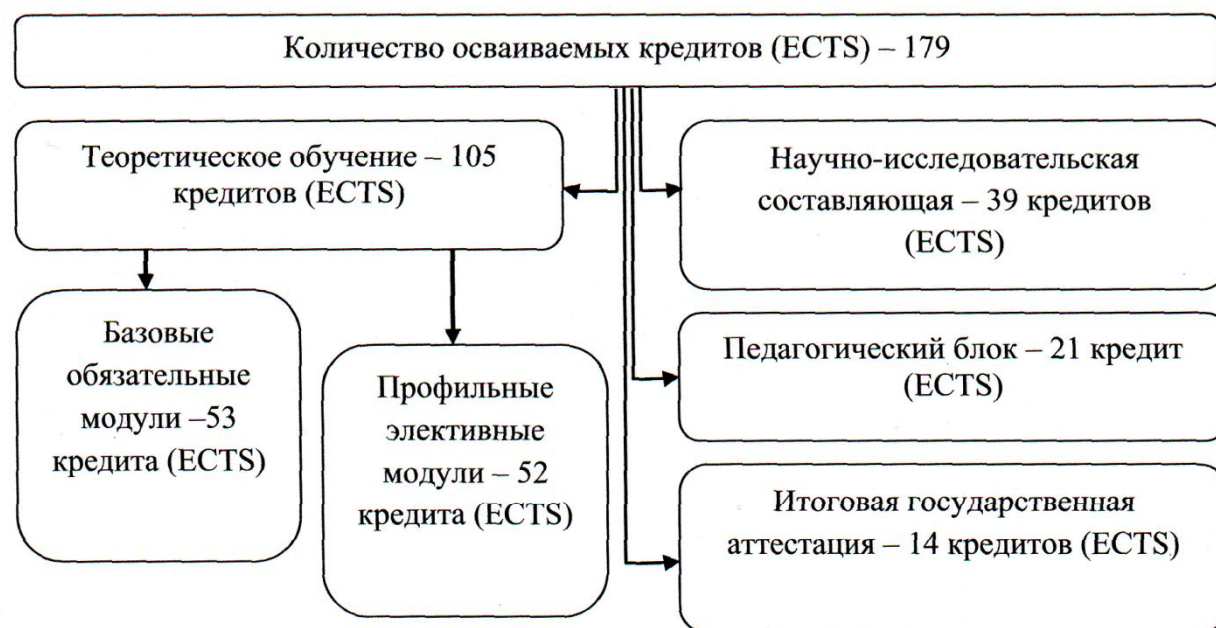 Количество осваиваемых кредитов (ECTS) – 179
Теоретическое обучение – 105
кредитов (ECTS)
Базовые
обязательные
модули –53
кредита (ECTS)
Профильные
элективные
модули – 52
кредита (ECTS)
Научно-исследовательская
составляющая – 39 кредитов
(ECTS)
Педагогический блок – 21 кредит
(ECTS)
Итоговая государственная
аттестация – 14 кредитов (ECTS)